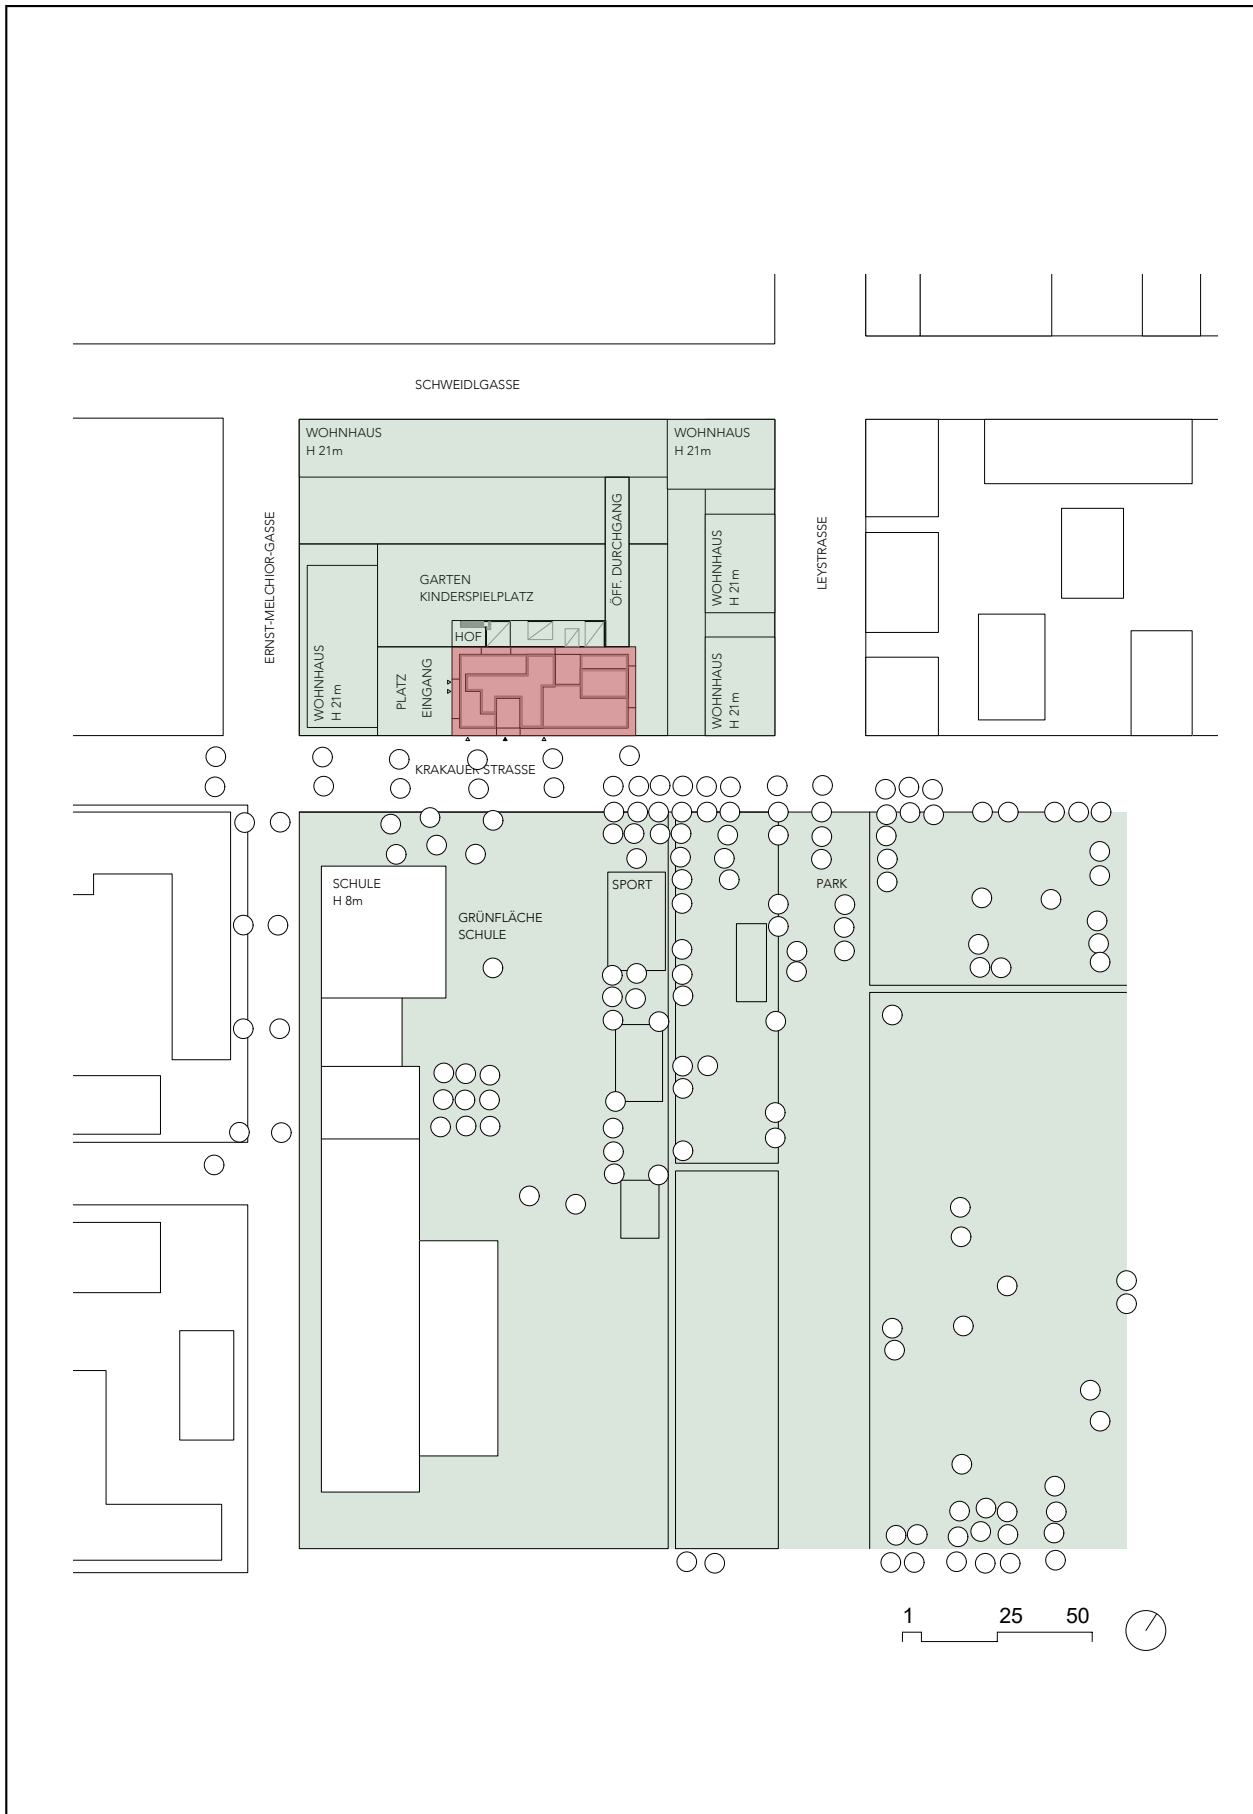 SCHWEIDLGASSE
WOHNHAUS
H 21m
WOHNHAUS
H 21m
ERNST-MELCHIOR-GASSE
ÖFF. DURCHGANG
LEYSTRASSE
WOHNHAUS
H 21m
GARTEN
KINDERSPIELPLATZ
HOF
WOHNHAUS
H 21m
PLATZ
EINGANG
WOHNHAUS
H 21m
KRAKAUER STRASSE
SCHULE
H 8m
SPORT
PARK
GRÜNFLÄCHE
SCHULE
1 25 50